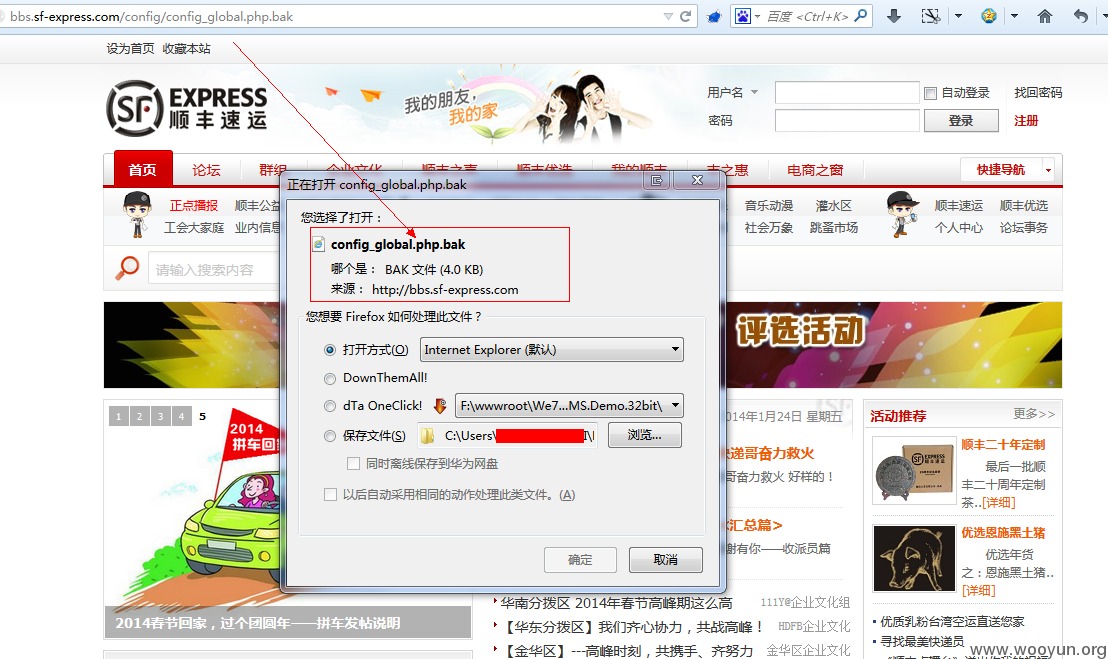 bbs.sf-express.com/config/config_global.php.bak
百度 <Ctrl+K>
设为首页 收藏本站
SF EXPRESS
顺丰速运
我的朋友,
我的家
用户名
自动登录 找回密码
密码
登录 注册
首页 论坛 群组 企业文化 顺丰之声 顺丰优选 我的顺丰 丰之惠 电商之窗 快捷导航
正点播报 顺丰公益
工会大家庭 业内信息
音乐动漫 灌水区
社会万象 跳蚤市场
顺丰速运 顺丰优选
个人中心 论坛事务
请输入搜索内容
正在打开 config_global.php.bak
您选择了打开：
config_global.php.bak
哪个是： BAK 文件 (4.0 KB)
来源： http://bbs.sf-express.com
您想要 Firefox 如何处理此文件？
打开方式(O) Internet Explorer (默认)
DownThemAll!
dTa OneClick! F:\wwwroot\We7...MS.Demo.32bit\
保存文件(S) C:\Users\ 浏览...
同时离线保存到华为网盘
以后自动采用相同的动作处理此类文件。(A)
确定 取消
评选活动
1 2 3 4 5
2014
拼车回家
2014春节回家，过个团圆年——拼车发帖说明
014年1月24日 星期五
递哥奋力救火
哥奋力救火 好样的！
汇总篇>
谢有你——收派员篇
华南分拨区 2014年春节高峰期这么高 111Y@企业文化组
【华东分拨区】我们齐心协力，共战高峰！ HDFB企业文化
【金华区】---高峰时刻，共携手、齐努力 金华区企业文化
活动推荐 更多>>
顺丰二十年定制
最后一批顺
丰二十周年定制
茶..[详细]
优选恩施黑土猪
优选年货
之：恩施黑土猪..
[详细]
优质乳粉台湾空运直送您家
寻找最美快递员
www.wooyun.org